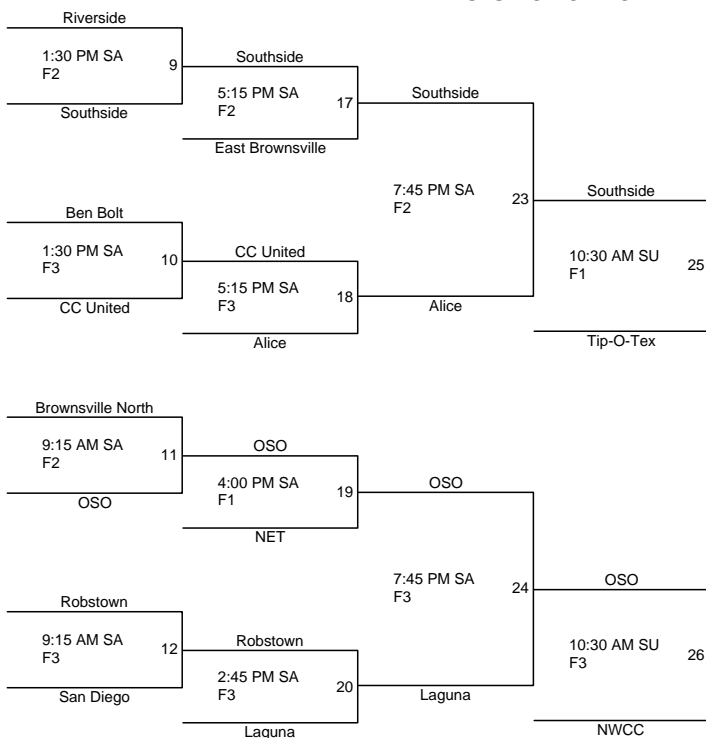 Riverside
1:30 PM SA
F2
9
Southside
Southside
5:15 PM SA
F2
17
East Brownsville
Southside
7:45 PM SA
F2
23
Southside
Ben Bolt
1:30 PM SA
F3
10
CC United
CC United
5:15 PM SA
F3
18
Alice
Alice
10:30 AM SU
F1
25
Tip-O-Tex
Brownsville North
9:15 AM SA
F2
11
OSO
OSO
4:00 PM SA
F1
19
NET
OSO
7:45 PM SA
F3
24
OSO
Robstown
9:15 AM SA
F3
12
San Diego
Robstown
2:45 PM SA
F3
20
Laguna
Laguna
10:30 AM SU
F3
26
NWCC